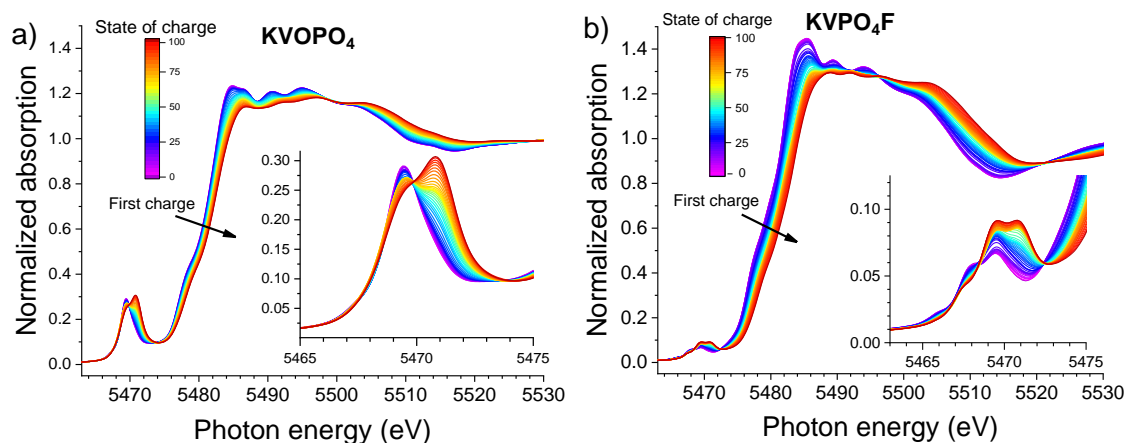 a)
State of charge
100
75
50
25
0
KVOPO₄
First charge
Normalized absorption
1.4
1.2
1.0
0.8
0.6
0.4
0.2
0.0
5470 5480 5490 5500 5510 5520 5530
Photon energy (eV)
0.30
0.25
0.20
0.15
0.10
0.05
5465 5470 5475
b)
State of charge
100
75
50
25
0
KVPO₄F
First charge
Normalized absorption
1.4
1.2
1.0
0.8
0.6
0.4
0.2
0.0
5470 5480 5490 5500 5510 5520 5530
Photon energy (eV)
0.10
0.05
0.00
5465 5470 5475